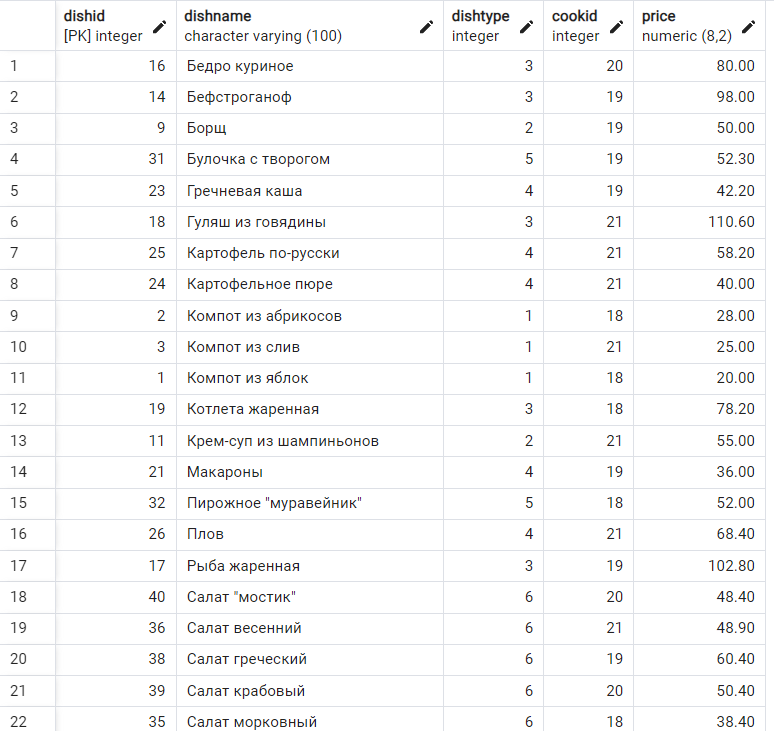 dishid dishname dishtype cookid price
[PK] integer character varying (100) integer integer numeric (8,2)
1 16 Бедро куриное 3 20 80.00
2 14 Бефстроганоф 3 19 98.00
3 9 Борщ 2 19 50.00
4 31 Булочка с творогом 5 19 52.30
5 23 Гречневая каша 4 19 42.20
6 18 Гуляш из говядины 3 21 110.60
7 25 Картофель по-русски 4 21 58.20
8 24 Картофельное пюре 4 21 40.00
9 2 Компот из абрикосов 1 18 28.00
10 3 Компот из слив 1 21 25.00
11 1 Компот из яблок 1 18 20.00
12 19 Котлета жаренная 3 18 78.20
13 11 Крем-суп из шампиньонов 2 21 55.00
14 21 Макароны 4 19 36.00
15 32 Пирожное "муравейник" 5 18 52.00
16 26 Плов 4 21 68.40
17 17 Рыба жаренная 3 19 102.80
18 40 Салат "мостик" 6 20 48.40
19 36 Салат весенний 6 21 48.90
20 38 Салат греческий 6 19 60.40
21 39 Салат крабовый 6 20 50.40
22 35 Салат морковный 6 18 38.40